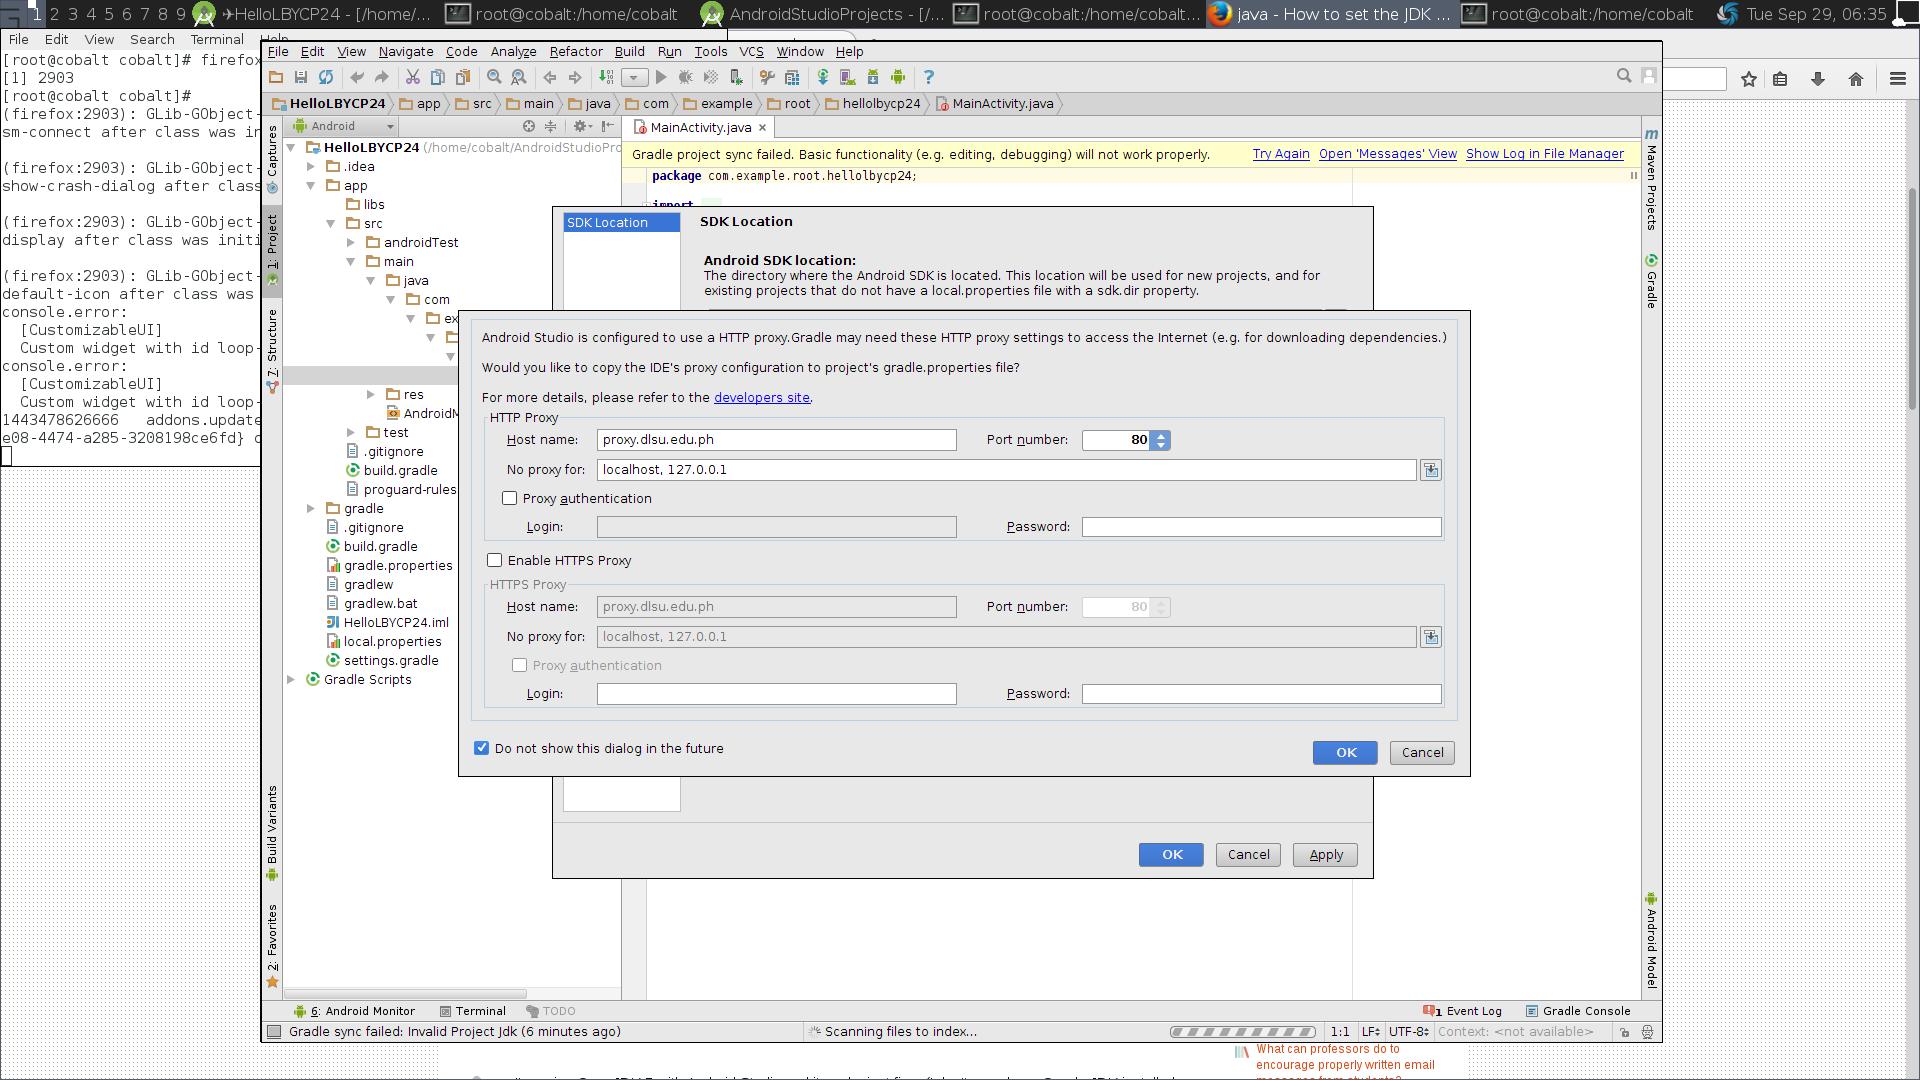 1 2 3 4 5 6 7 8 9 ✈HelloLBYCP24 - [/home/... root@cobalt:/home/cobalt AndroidStudioProjects - [/... root@cobalt:/home/cobalt... java - How to set the JDK ... root@cobalt:/home/cobalt Tue Sep 29, 06:35
File Edit View Search Terminal Help
[root@cobalt cobalt]# firefox
[1] 2903
[root@cobalt cobalt]#
(firefox:2903): GLib-GObject-
sm-connect after class was in
(firefox:2903): GLib-GObject-
show-crash-dialog after class
(firefox:2903): GLib-GObject-
display after class was initi
(firefox:2903): GLib-GObject-
default-icon after class was
console.error:
[CustomizableUI]
Custom widget with id loop-
console.error:
[CustomizableUI]
Custom widget with id loop-
1443478626666 addons.update
e08-4474-a285-3208198ce6fd}
File Edit View Navigate Code Analyze Refactor Build Run Tools VCS Window Help
HelloLBYCP24 app src main java com example root hellolbycp24 MainActivity.java
Captures
1: Project
7: Structure
Build Variants
2: Favorites
Android
HelloLBYCP24 (/home/cobalt/AndroidStudioPro
.idea
app
libs
src
androidTest
main
java
com
ex
res
AndroidM
test
.gitignore
build.gradle
proguard-rules
gradle
.gitignore
build.gradle
gradle.properties
gradlew
gradlew.bat
HelloLBYCP24.iml
local.properties
settings.gradle
Gradle Scripts
MainActivity.java
Gradle project sync failed. Basic functionality (e.g. editing, debugging) will not work properly. Try Again Open 'Messages' View Show Log in File Manager
package com.example.root.hellolbycp24;
import ...
SDK Location
SDK Location
Android SDK location:
The directory where the Android SDK is located. This location will be used for new projects, and for
existing projects that do not have a local.properties file with a sdk.dir property.
Android Studio is configured to use a HTTP proxy.Gradle may need these HTTP proxy settings to access the Internet (e.g. for downloading dependencies.)
Would you like to copy the IDE's proxy configuration to project's gradle.properties file?
For more details, please refer to the developers site.
HTTP Proxy
Host name: proxy.dlsu.edu.ph Port number: 80
No proxy for: localhost, 127.0.0.1
Proxy authentication
Login: Password:
Enable HTTPS Proxy
HTTPS Proxy
Host name: proxy.dlsu.edu.ph Port number: 80
No proxy for: localhost, 127.0.0.1
Proxy authentication
Login: Password:
Do not show this dialog in the future
OK Cancel
OK Cancel Apply
m Maven Projects
Gradle
Android Model
6: Android Monitor Terminal TODO 1 Event Log Gradle Console
Gradle sync failed: Invalid Project Jdk (6 minutes ago) Scanning files to index... 1:1 LF UTF-8 Context: <not available>
What can professors do to
encourage properly written email